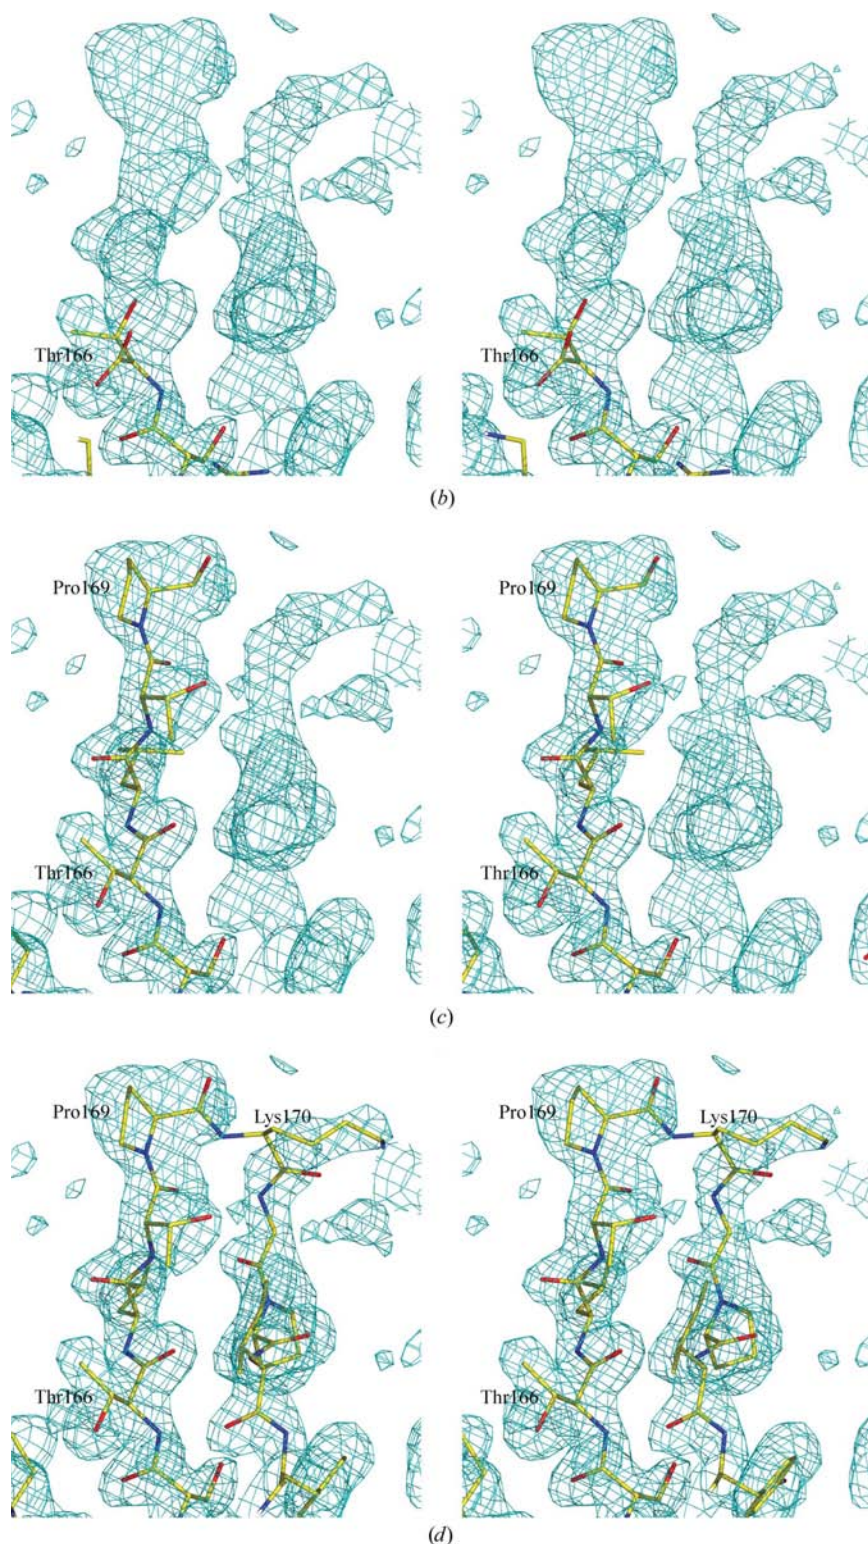 Thr166 Thr166
(b)
Pro169 Pro169
Thr166 Thr166
(c)
Pro169 Lys170 Pro169 Lys170
Thr166 Thr166
(d)